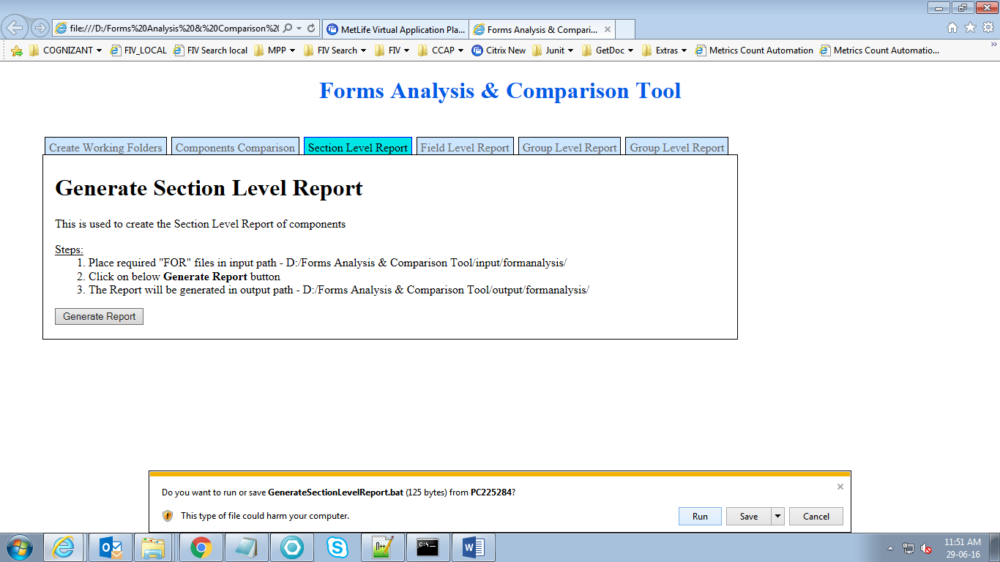 file:///D:/Forms%20Analysis%20&%20Comparison%20
MetLife Virtual Application Pla...
Forms Analysis & Compari...
COGNIZANT
FIV_LOCAL
FIV Search local
MPP
FIV Search
FIV
CCAP
Citrix New
Junit
GetDoc
Extras
Metrics Count Automation
Metrics Count Automatio...
Forms Analysis & Comparison Tool
Create Working Folders
Components Comparison
Section Level Report
Field Level Report
Group Level Report
Group Level Report
Generate Section Level Report
This is used to create the Section Level Report of components
Steps:
1. Place required "FOR" files in input path - D:/Forms Analysis & Comparison Tool/input/formanalysis/
2. Click on below Generate Report button
3. The Report will be generated in output path - D:/Forms Analysis & Comparison Tool/output/formanalysis/
Generate Report
Do you want to run or save GenerateSectionLevelReport.bat (125 bytes) from PC225284?
This type of file could harm your computer.
Run
Save
Cancel
11:51 AM
29-06-16